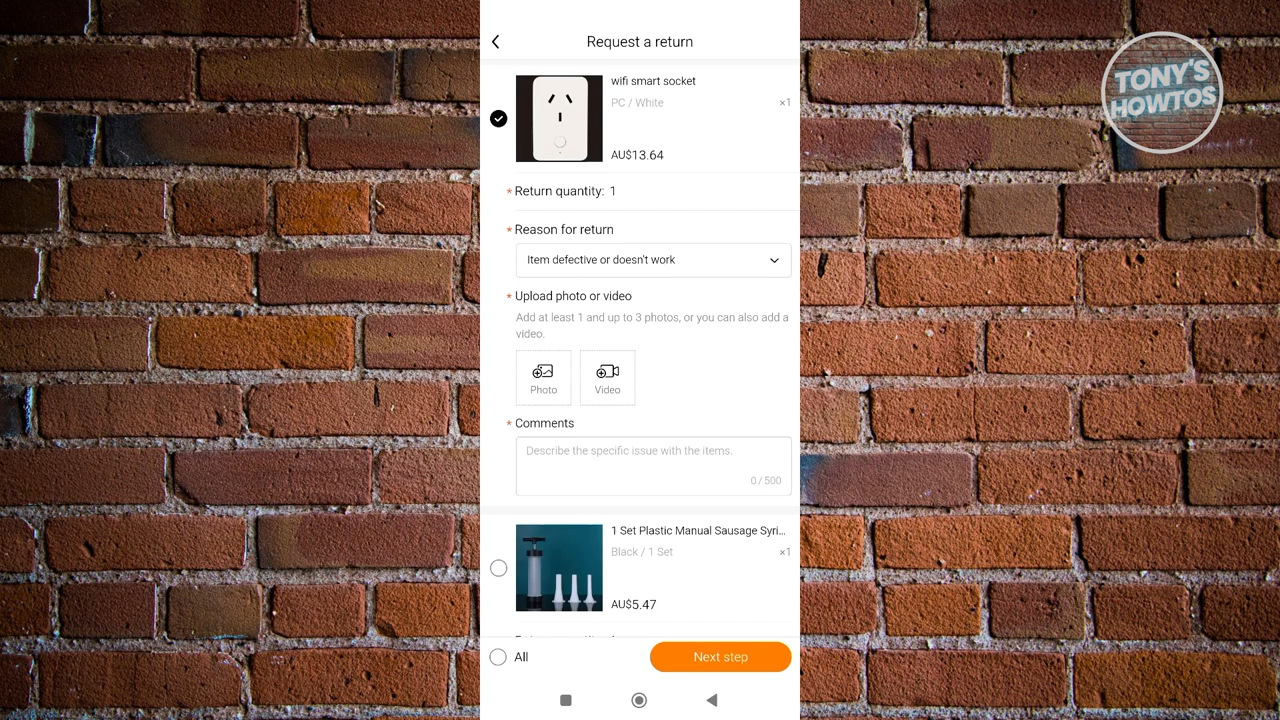 Request a return
TONY'S
HOWTOS
wifi smart socket
PC / White ×1
AU$13.64
* Return quantity: 1
* Reason for return
Item defective or doesn't work
* Upload photo or video
Add at least 1 and up to 3 photos, or you can also add a
video.
Photo Video
* Comments
Describe the specific issue with the items.
0 / 500
1 Set Plastic Manual Sausage Syri...
Black / 1 Set ×1
AU$5.47
All Next step